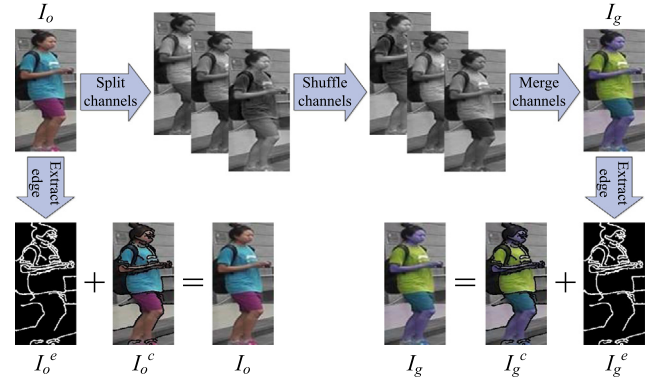 I_o
I_g
Split
channels
Shuffle
channels
Merge
channels
Extract
edge
Extract
edge
+ = = +
I_o^e I_o^c I_o I_g I_g^c I_g^e